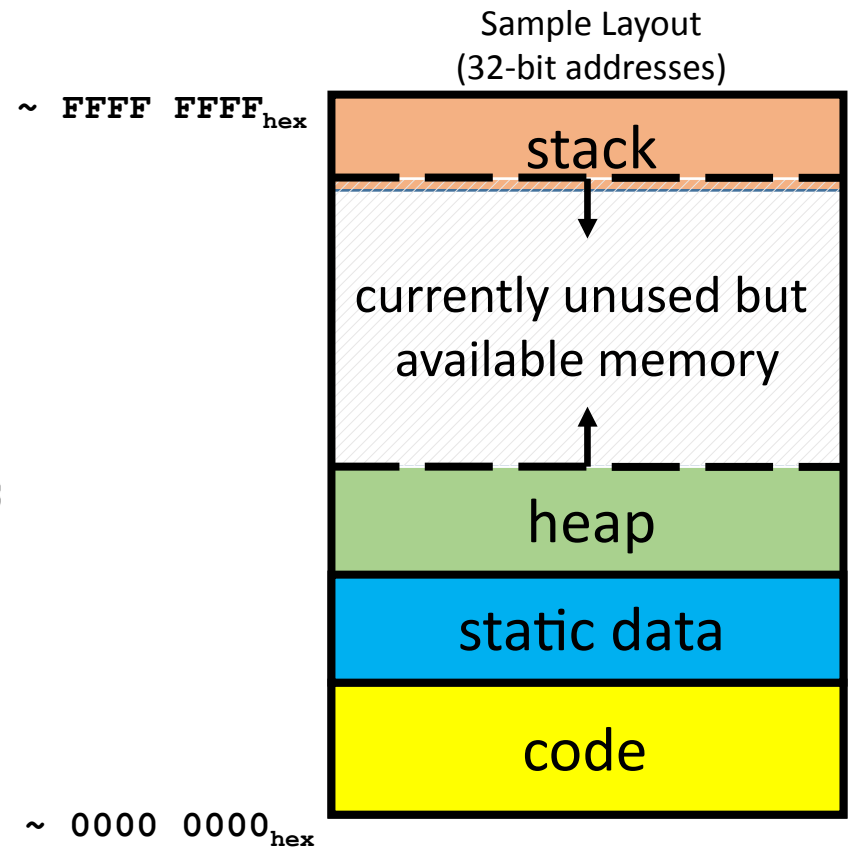 Sample Layout
(32-bit addresses)
~ FFFF FFFFhex
stack
currently unused but
available memory
heap
static data
code
~ 0000 0000hex